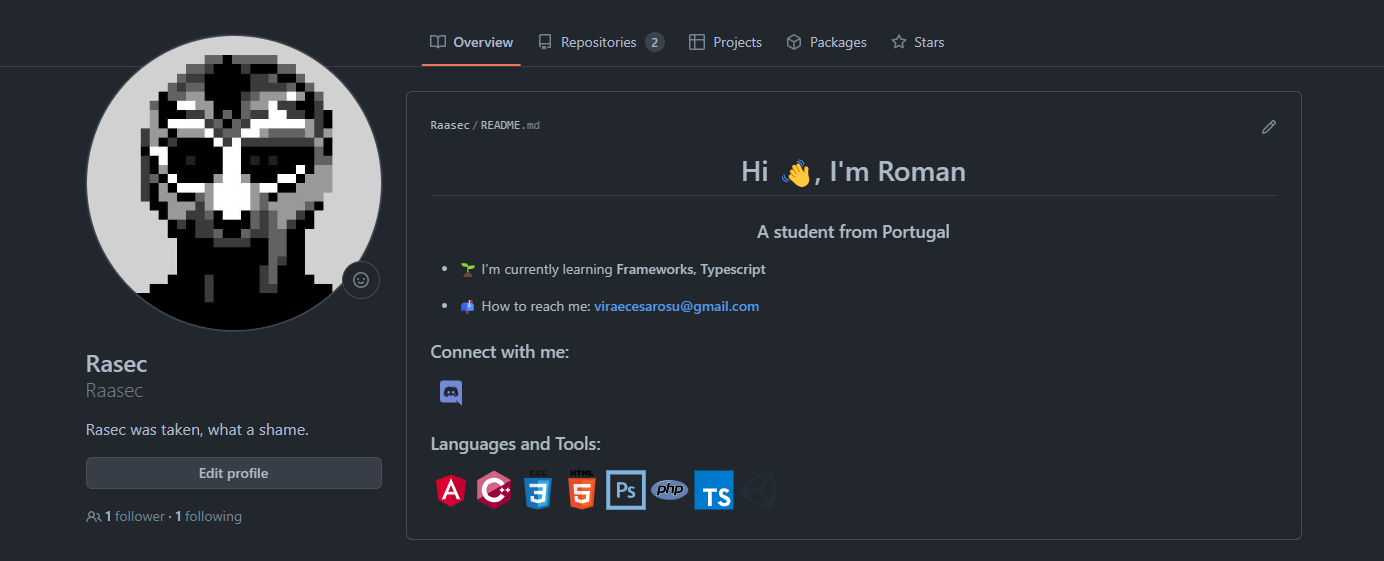 Overview Repositories 2 Projects Packages Stars
Raasec / README.md
Hi 👋, I'm Roman
A student from Portugal
🌱 I'm currently learning Frameworks, Typescript
📫 How to reach me: viraecesarosu@gmail.com
Connect with me:
Languages and Tools:
CSS HTML Ps php TS
Rasec
Raasec
Rasec was taken, what a shame.
Edit profile
1 follower · 1 following